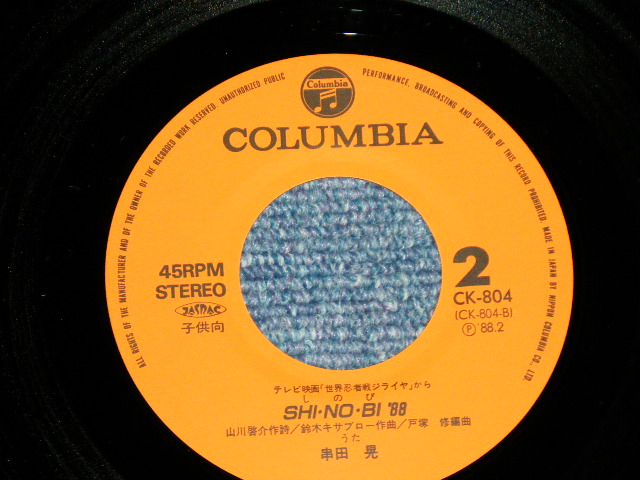 ALL RIGHTS OF THE MANUFACTURER AND OF THE OWNER OF THE RECORDED WORK RESERVED. UNAUTHORIZED PUBLIC PERFORMANCE, BROADCASTING AND COPYING OF THIS RECORD PROHIBITED. MADE IN JAPAN BY NIPPON COLUMBIA CO., LTD.
Columbia
COLUMBIA
45RPM
STEREO
JASRAC
子供向
2
CK-804
(CK-804-B)
Ⓟ'88.2
テレビ映画「世界忍者戦ジライヤ」から
しのび
SHI・NO・BI '88
山川啓介作詩／鈴木キサブロー作曲／戸塚 修編曲
うた
串田 晃